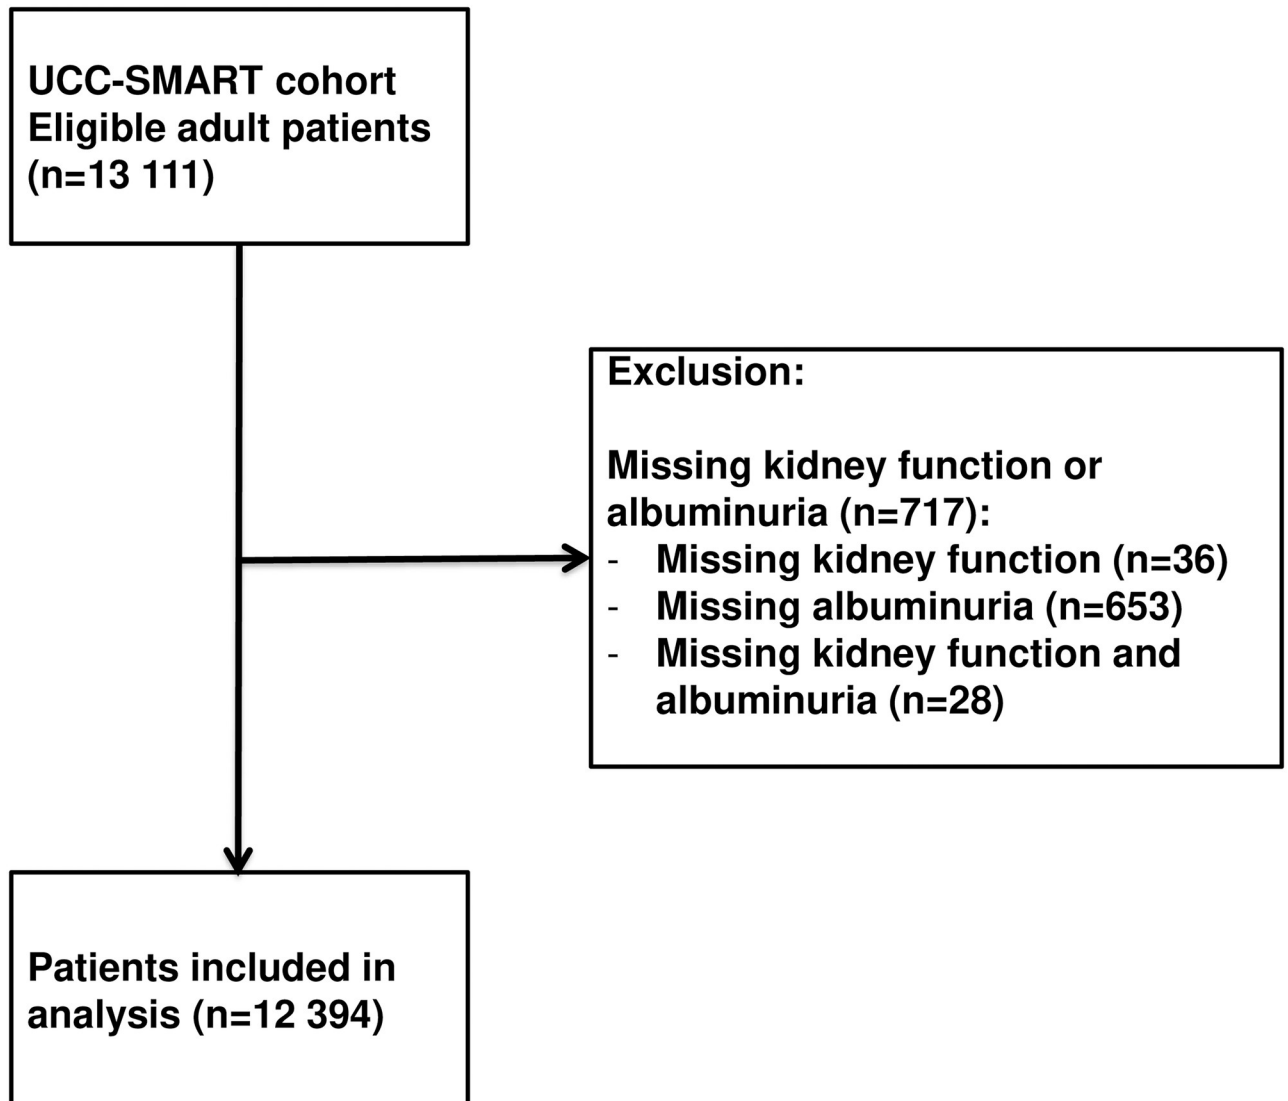 UCC-SMART cohort
Eligible adult patients
(n=13 111)
Exclusion:
Missing kidney function or
albuminuria (n=717):
- Missing kidney function (n=36)
- Missing albuminuria (n=653)
- Missing kidney function and
albuminuria (n=28)
Patients included in
analysis (n=12 394)